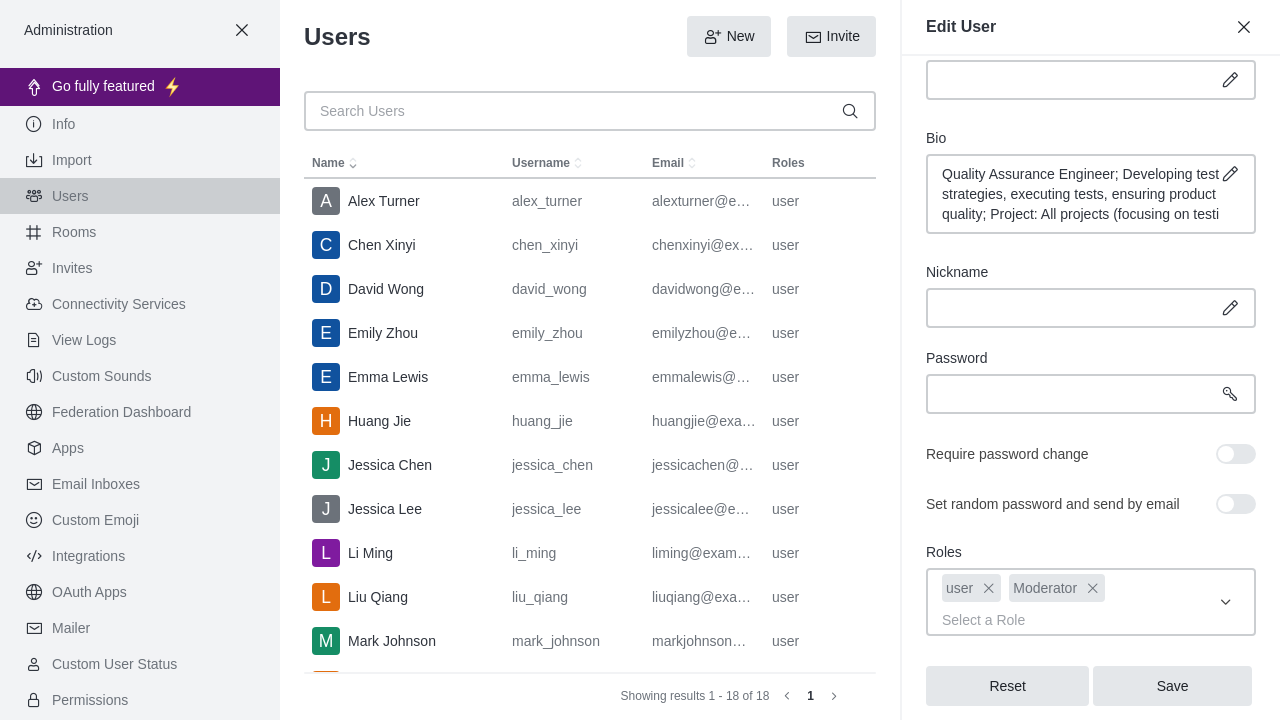 Administration
Go fully featured ⚡
Info
Import
Users
Rooms
Invites
Connectivity Services
View Logs
Custom Sounds
Federation Dashboard
Apps
Email Inboxes
Custom Emoji
Integrations
OAuth Apps
Mailer
Custom User Status
Permissions
Users
New
Invite
Search Users
Name Username Email Roles
A Alex Turner alex_turner alexturner@e… user
C Chen Xinyi chen_xinyi chenxinyi@ex… user
D David Wong david_wong davidwong@e… user
E Emily Zhou emily_zhou emilyzhou@e… user
E Emma Lewis emma_lewis emmalewis@… user
H Huang Jie huang_jie huangjie@exa… user
J Jessica Chen jessica_chen jessicachen@… user
J Jessica Lee jessica_lee jessicalee@e… user
L Li Ming li_ming liming@exam… user
L Liu Qiang liu_qiang liuqiang@exa… user
M Mark Johnson mark_johnson markjohnson… user
Showing results 1 - 18 of 18 1
Edit User
Bio
Quality Assurance Engineer; Developing test
strategies, executing tests, ensuring product
quality; Project: All projects (focusing on testi
Nickname
Password
Require password change
Set random password and send by email
Roles
user Moderator
Select a Role
Reset Save